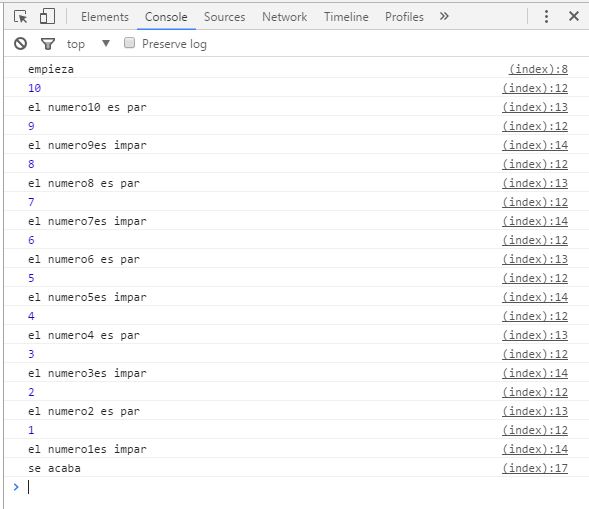 Elements Console Sources Network Timeline Profiles »
top ▼ Preserve log
empieza (index):8
10 (index):12
el numero10 es par (index):13
9 (index):12
el numero9es impar (index):14
8 (index):12
el numero8 es par (index):13
7 (index):12
el numero7es impar (index):14
6 (index):12
el numero6 es par (index):13
5 (index):12
el numero5es impar (index):14
4 (index):12
el numero4 es par (index):13
3 (index):12
el numero3es impar (index):14
2 (index):12
el numero2 es par (index):13
1 (index):12
el numero1es impar (index):14
se acaba (index):17
>